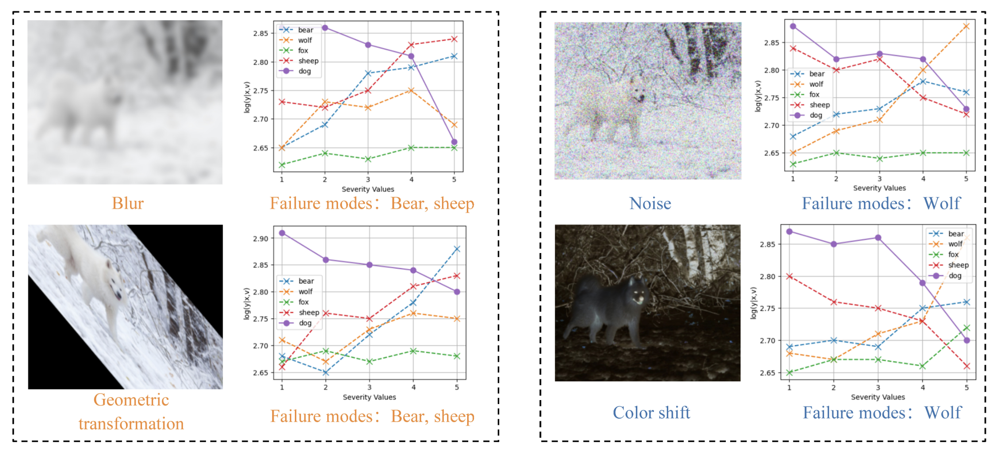 2.85
2.80
2.75
2.70
2.65
log(y|x,v)
bear
wolf
fox
sheep
dog
1 2 3 4 5
Severity Values
Blur
Failure modes：Bear, sheep
2.85
2.80
2.75
2.70
2.65
log(y|x,v)
bear
wolf
fox
sheep
dog
1 2 3 4 5
Severity Values
Noise
Failure modes：Wolf
2.90
2.85
2.80
2.75
2.70
2.65
log(y|x,v)
bear
wolf
fox
sheep
dog
1 2 3 4 5
Severity Values
Geometric
transformation
Failure modes：Bear, sheep
2.85
2.80
2.75
2.70
2.65
log(y|x,v)
bear
wolf
fox
sheep
dog
1 2 3 4 5
Severity Values
Color shift
Failure modes：Wolf